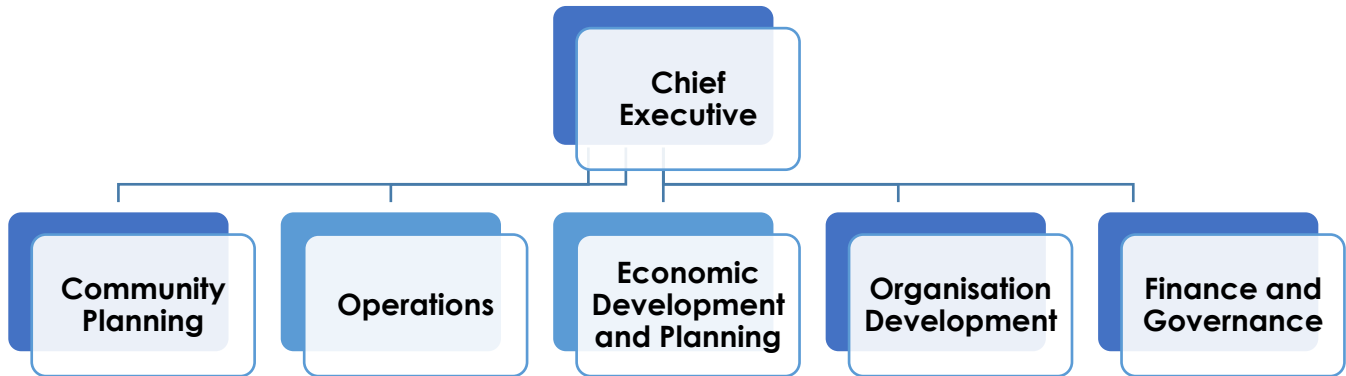 Chief
Executive
Community
Planning
Operations
Economic
Development
and Planning
Organisation
Development
Finance and
Governance